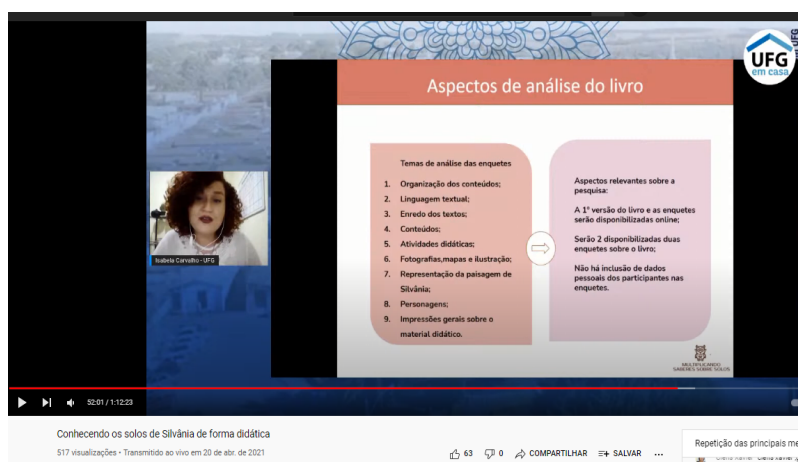 UFG
em casa
UFG
Aspectos de análise do livro
Temas de análise das enquetes
1. Organização dos conteúdos;
2. Linguagem textual;
3. Enredo dos textos;
4. Conteúdos;
5. Atividades didáticas;
6. Fotografias,mapas e ilustração;
7. Representação da paisagem de
Silvânia;
8. Personagens;
9. Impressões gerais sobre o
material didático.
Aspectos relevantes sobre a
pesquisa:
A 1° versão do livro e as enquetes
serão disponibilizadas online;
Serão 2 disponibilizadas duas
enquetes sobre o livro;
Não há inclusão de dados
pessoais dos participantes nas
enquetes.
Isabela Carvalho - UFG
MULTIPLICANDO
SABERES SOBRE SOLOS
52:01 / 1:12:23
Conhecendo os solos de Silvânia de forma didática
517 visualizações • Transmitido ao vivo em 20 de abr. de 2021
63 0 COMPARTILHAR SALVAR ...
Repetição das principais me